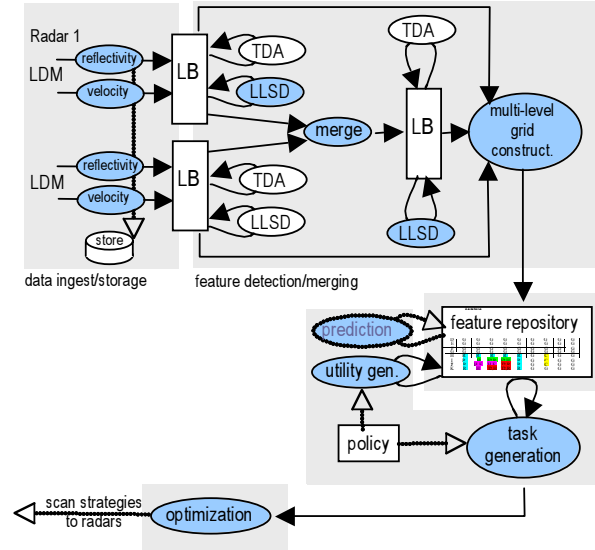 Radar 1
LDM
reflectivity
velocity
LB
TDA
LLSD
TDA
LB
LLSD
merge
multi-level
grid
construct.
LDM
reflectivity
velocity
LB
TDA
LLSD
store
data ingest/storage
feature detection/merging
prediction
utility gen.
feature repository
policy
task
generation
scan strategies
to radars
optimization